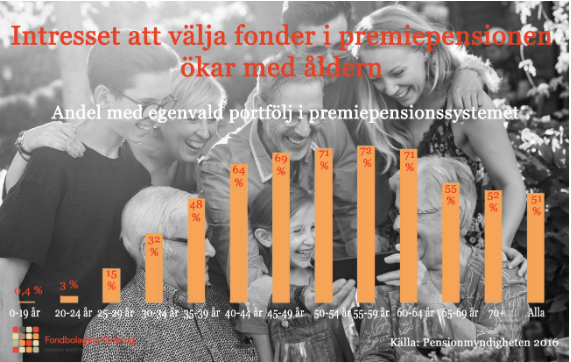 Intresset att välja fonder i premiepensionen
ökar med åldern
Andel med egenvald portfölj i premiepensionssystemet
0,4 % 3 % 15 % 32 % 48 % 64 % 69 % 71 % 72 % 71 % 55 % 52 % 51 %
0-19 år 20-24 år 25-29 år 30-34 år 35-39 år 40-44 år 45-49 år 50-54 år 55-59 år 60-64 år 65-69 år 70+ Alla
Fondbolagens förening
Källa: Pensionmyndigheten 2016